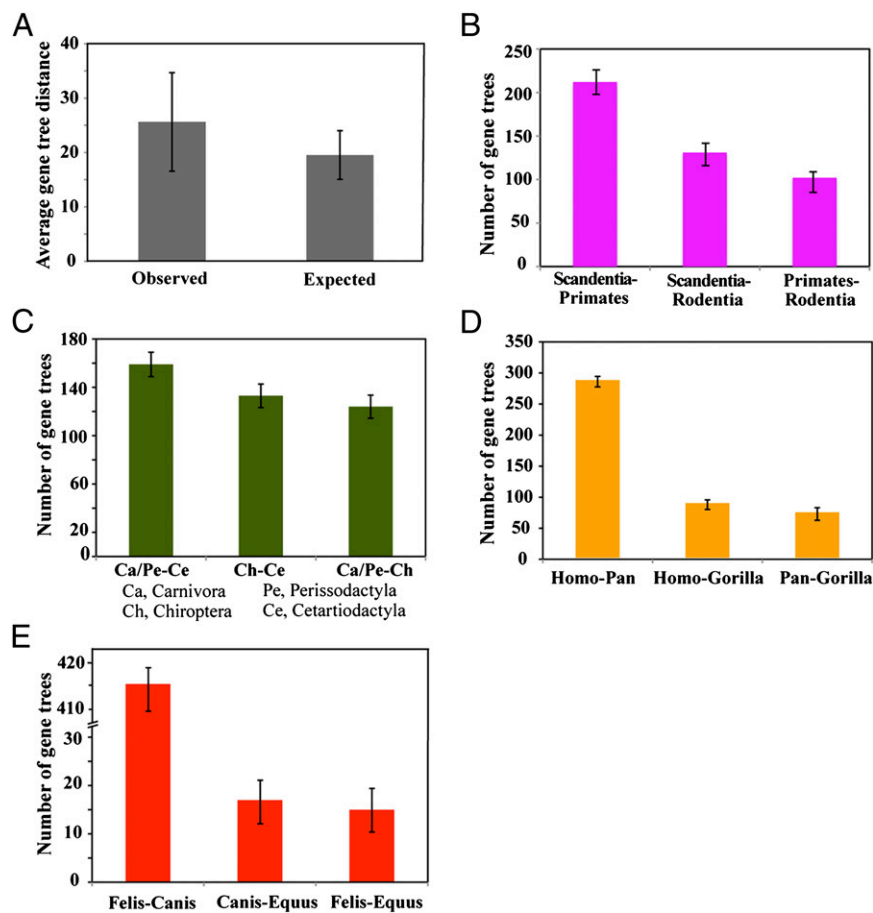 A
Average gene tree distance
40
30
20
10
0
Observed Expected
B
Number of gene trees
250
200
150
100
50
0
Scandentia-Primates Scandentia-Rodentia Primates-Rodentia
C
Number of gene trees
180
140
100
60
20
0
Ca/Pe-Ce Ch-Ce Ca/Pe-Ch
Ca, Carnivora Pe, Perissodactyla
Ch, Chiroptera Ce, Cetartiodactyla
D
Number of gene trees
350
300
250
200
150
100
50
0
Homo-Pan Homo-Gorilla Pan-Gorilla
E
Number of gene trees
420
410
30
20
10
0
Felis-Canis Canis-Equus Felis-Equus